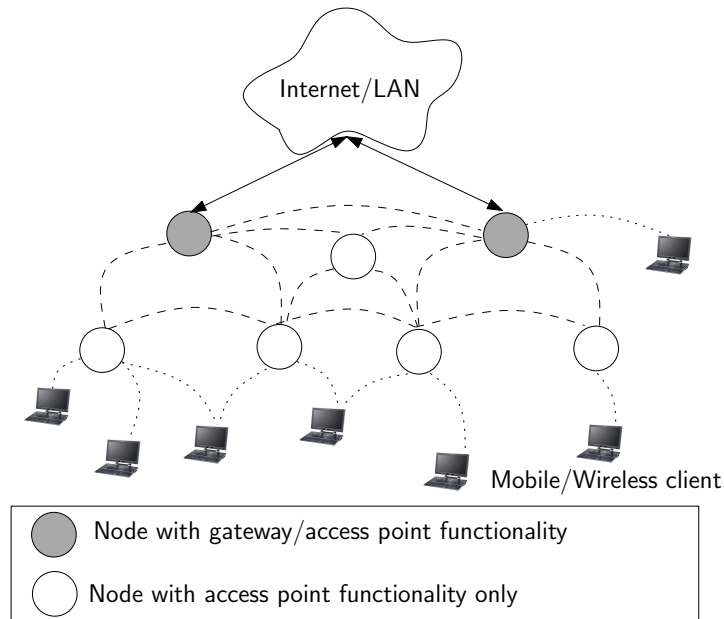 Internet/LAN
Mobile/Wireless client
Node with gateway/access point functionality
Node with access point functionality only